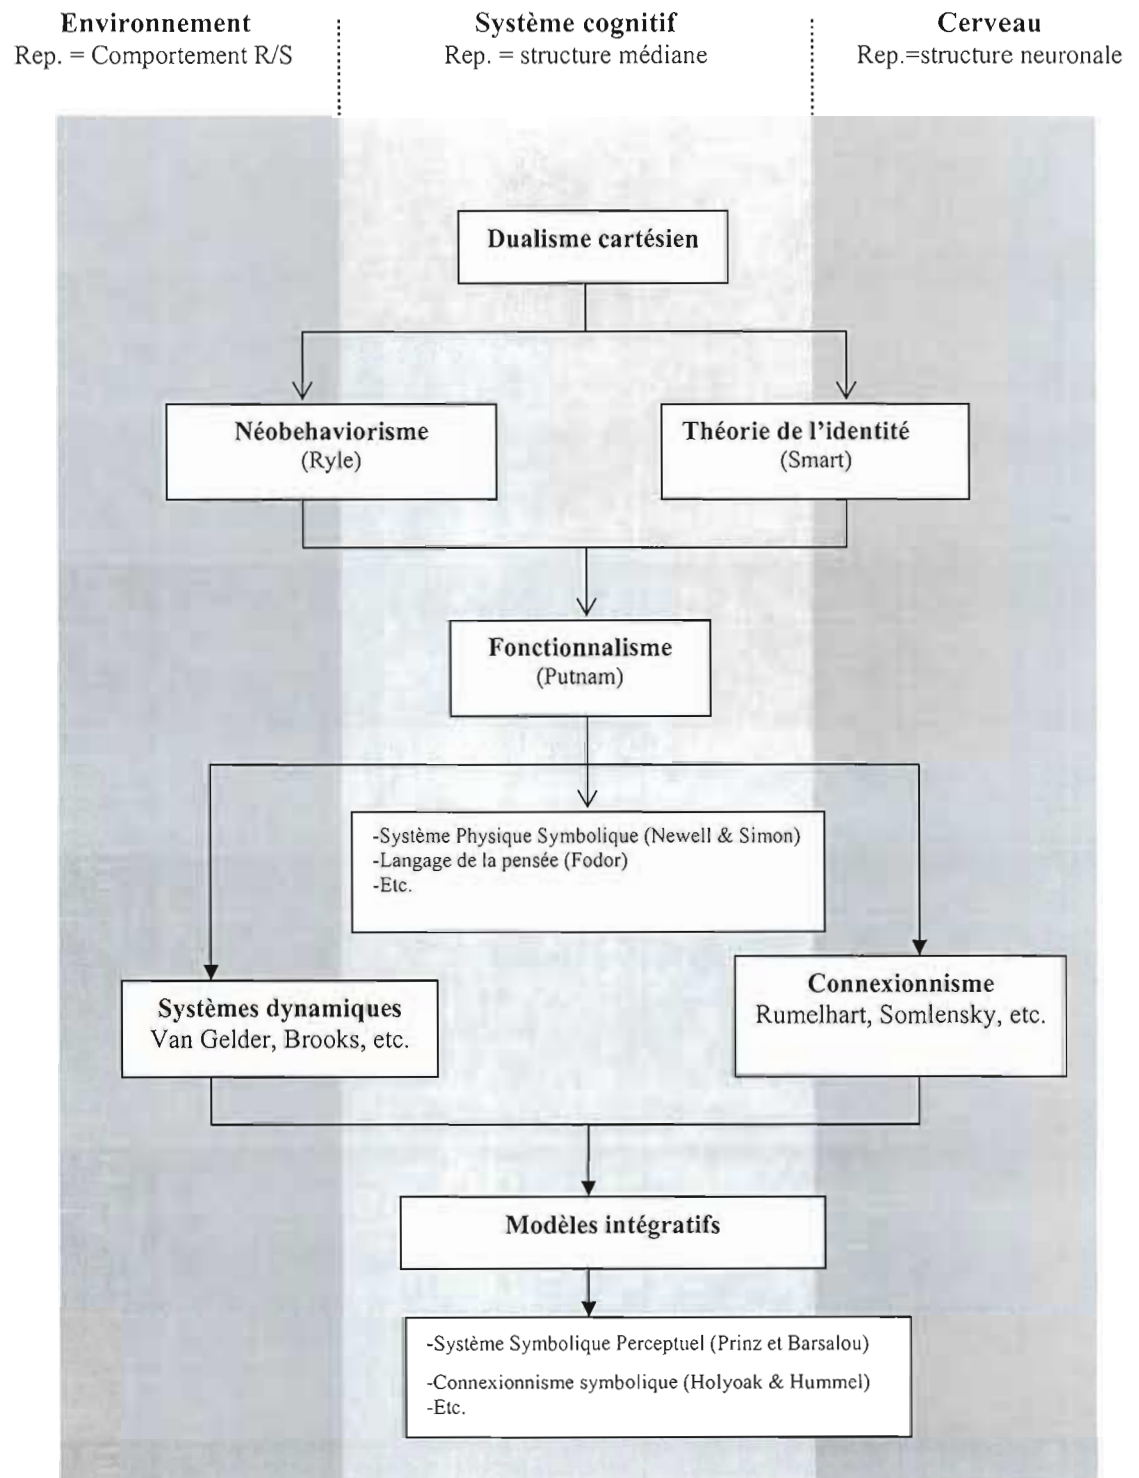 Environnement
Rep. = Comportement R/S
Système cognitif
Rep. = structure médiane
Cerveau
Rep.=structure neuronale
Dualisme cartésien
Néobehaviorisme
(Ryle)
Théorie de l'identité
(Smart)
Fonctionnalisme
(Putnam)
-Système Physique Symbolique (Newell & Simon)
-Langage de la pensée (Fodor)
-Etc.
Systèmes dynamiques
Van Gelder, Brooks, etc.
Connexionnisme
Rumelhart, Somlensky, etc.
Modèles intégratifs
-Système Symbolique Perceptuel (Prinz et Barsalou)
-Connexionnisme symbolique (Holyoak & Hummel)
-Etc.